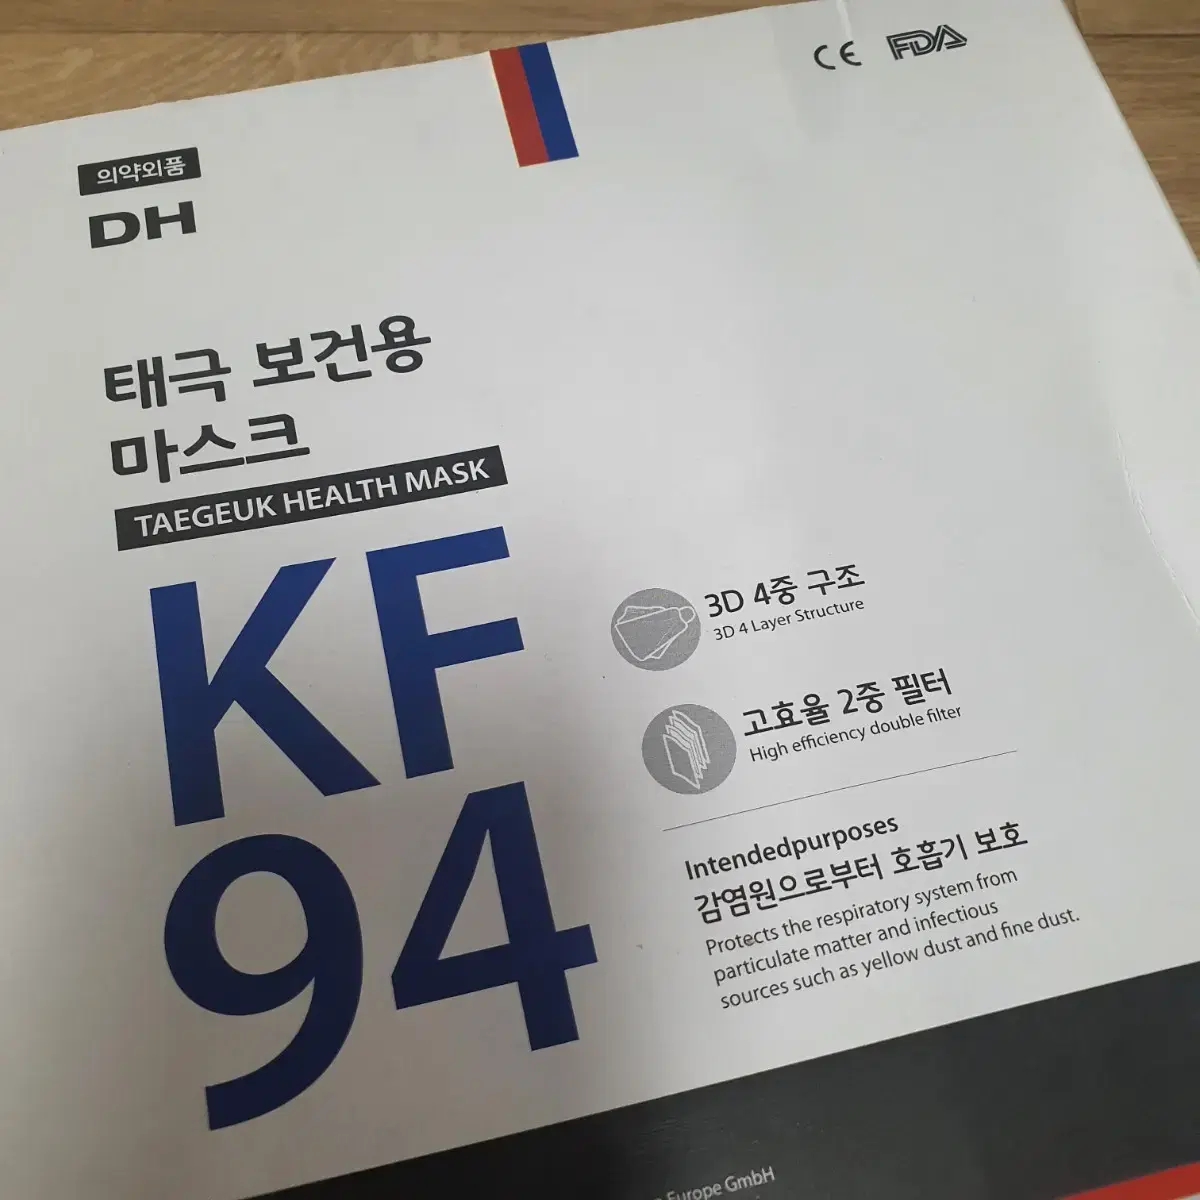 CE FDA
의약외품
DH
태극 보건용
마스크
TAEGEUK HEALTH MASK
KF
94
3D 4중 구조
3D 4 Layer Structure
고효율 2중 필터
High efficiency double filter
Intendedpurposes
감염원으로부터 호흡기 보호
Protects the respiratory system from
particulate matter and infectious
sources such as yellow dust and fine dust.
Europe GmbH